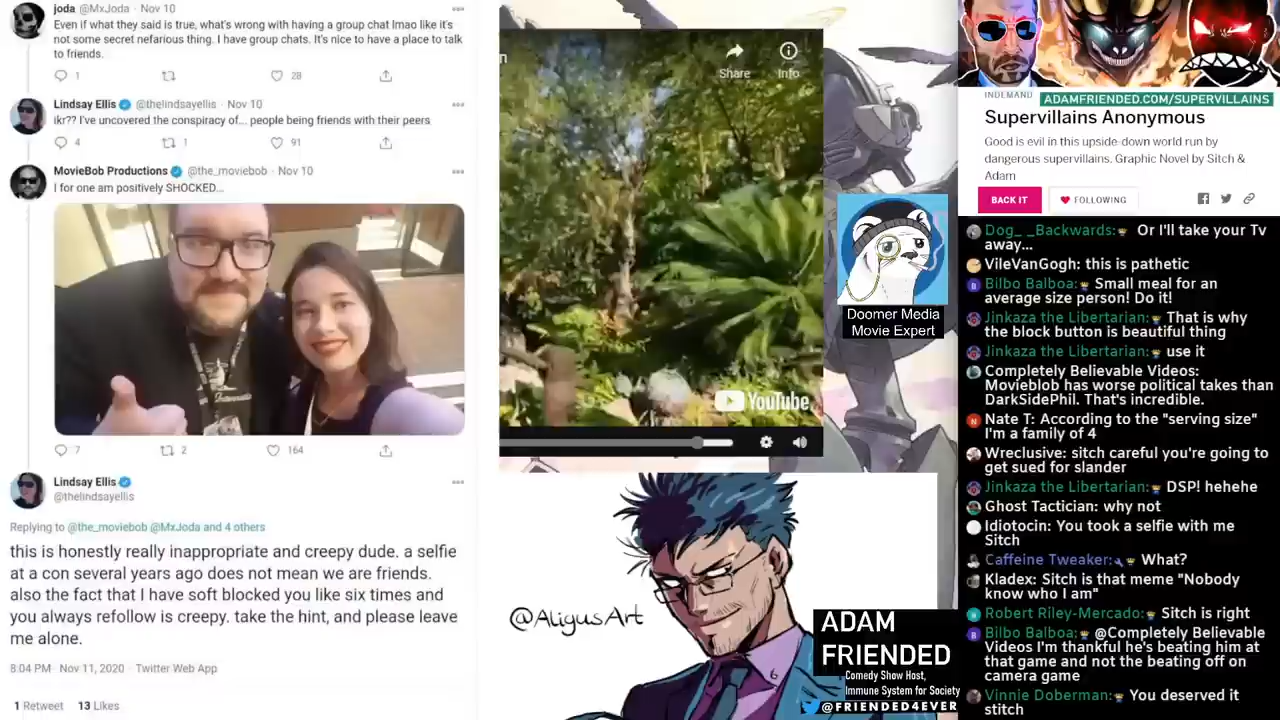 joda @MxJoda · Nov 10
Even if what they said is true, what's wrong with having a group chat lmao like it's
not some secret nefarious thing. I have group chats. It's nice to have a place to talk
to friends.
1
28
Lindsay Ellis @thelindsayellis · Nov 10
ikr?? I've uncovered the conspiracy of... people being friends with their peers
4
1
91
MovieBob Productions @the_moviebob · Nov 10
I for one am positively SHOCKED...
7
2
164
Lindsay Ellis
@thelindsayellis
Replying to @the_moviebob @MxJoda and 4 others
this is honestly really inappropriate and creepy dude. a selfie
at a con several years ago does not mean we are friends.
also the fact that I have soft blocked you like six times and
you always refollow is creepy. take the hint, and please leave
me alone.
8:04 PM · Nov 11, 2020 · Twitter Web App
1 Retweet 13 Likes
n
Share
Info
YouTube
Doomer Media
Movie Expert
@AligusArt
ADAM
FRIENDED
Comedy Show Host,
Immune System for Society
@FRIENDED4EVER
INDEMAND
ADAMFRIENDED.COM/SUPERVILLAINS
Supervillains Anonymous
Good is evil in this upside-down world run by
dangerous supervillains. Graphic Novel by Sitch &
Adam
BACK IT
FOLLOWING
Dog_ _Backwards: Or I'll take your Tv
away...
VileVanGogh: this is pathetic
Bilbo Balboa: Small meal for an
average size person! Do it!
Jinkaza the Libertarian: That is why
the block button is beautiful thing
Jinkaza the Libertarian: use it
Completely Believable Videos:
Movieblob has worse political takes than
DarkSidePhil. That's incredible.
Nate T: According to the "serving size"
I'm a family of 4
Wreclusive: sitch careful you're going to
get sued for slander
Jinkaza the Libertarian: DSP! hehehe
Ghost Tactician: why not
Idiotocin: You took a selfie with me
Sitch
Caffeine Tweaker: What?
Kladex: Sitch is that meme "Nobody
know who I am"
Robert Riley-Mercado: Sitch is right
Bilbo Balboa: @Completely Believable
Videos I'm thankful he's beating him at
that game and not the beating off on
camera game
Vinnie Doberman: You deserved it
stitch